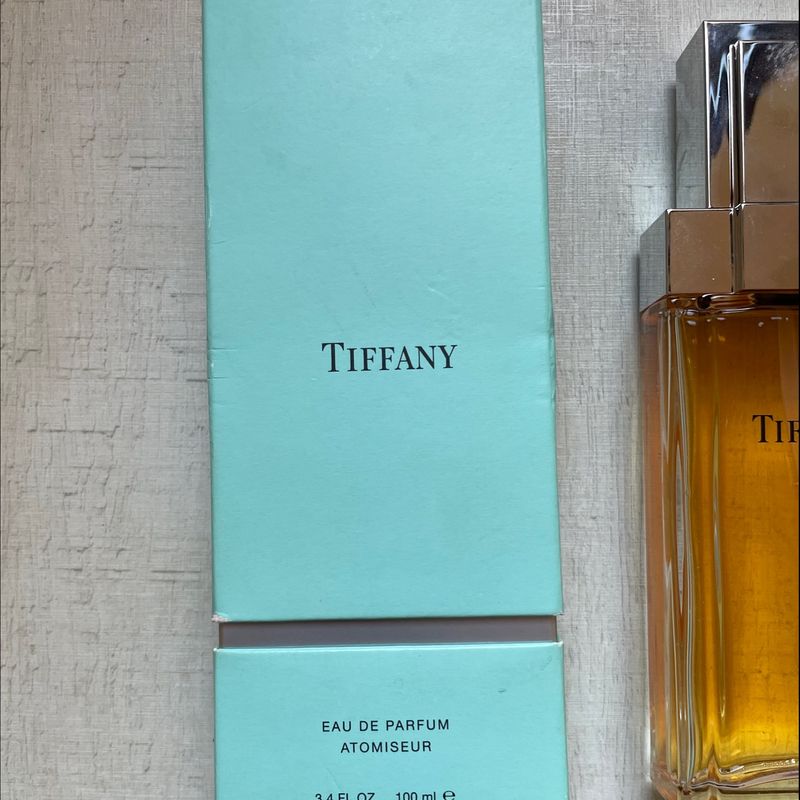 TIFFANY
EAU DE PARFUM
ATOMISEUR
3.4 FL.OZ. 100 ml ℮